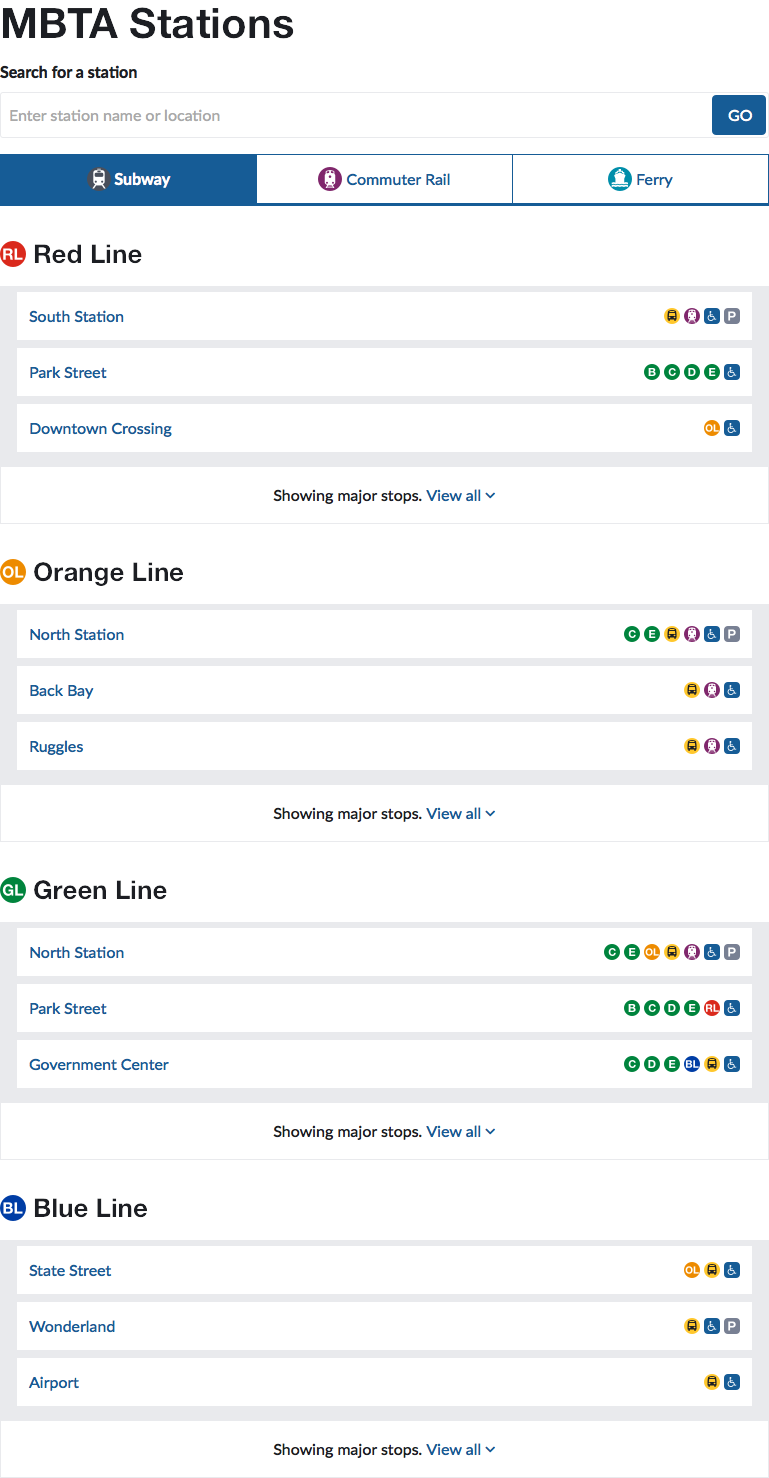 MBTA Stations
Search for a station
Enter station name or location GO
Subway Commuter Rail Ferry
RL Red Line
South Station P
Park Street B C D E
Downtown Crossing OL
Showing major stops. View all
OL Orange Line
North Station C E P
Back Bay
Ruggles
Showing major stops. View all
GL Green Line
North Station C E OL P
Park Street B C D E RL
Government Center C D E BL
Showing major stops. View all
BL Blue Line
State Street OL
Wonderland P
Airport
Showing major stops. View all